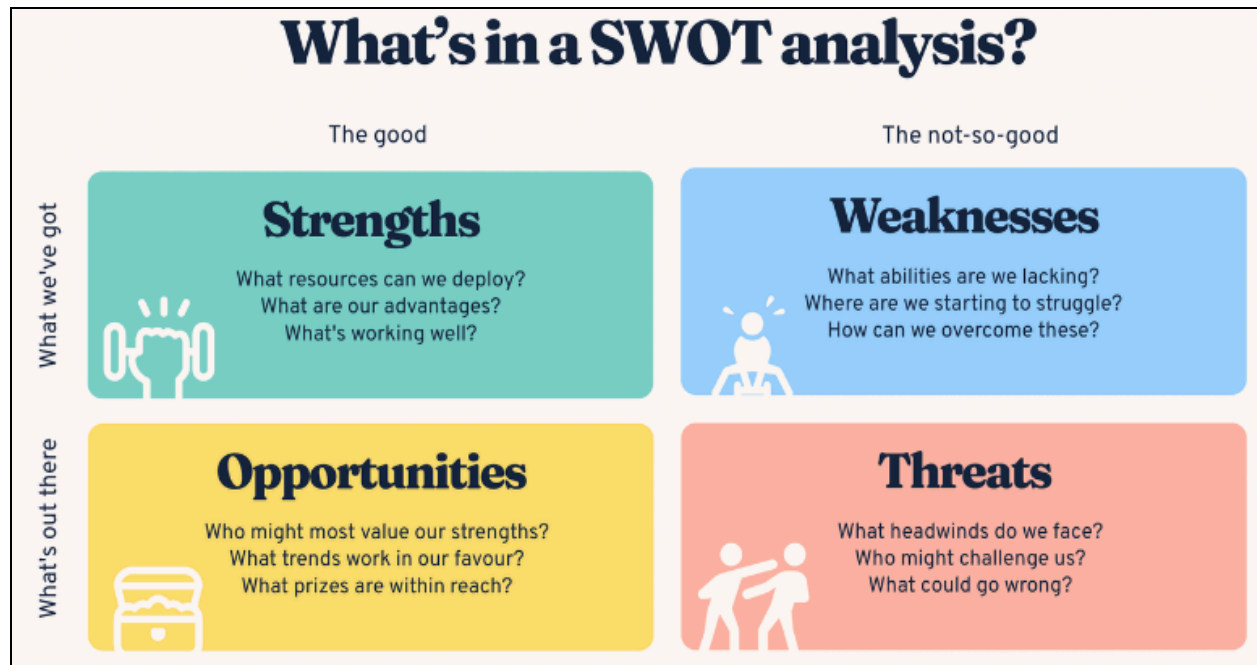 What's in a SWOT analysis?
The good
The not-so-good
What we've got
Strengths
What resources can we deploy?
What are our advantages?
What's working well?
Weaknesses
What abilities are we lacking?
Where are we starting to struggle?
How can we overcome these?
What's out there
Opportunities
Who might most value our strengths?
What trends work in our favour?
What prizes are within reach?
Threats
What headwinds do we face?
Who might challenge us?
What could go wrong?